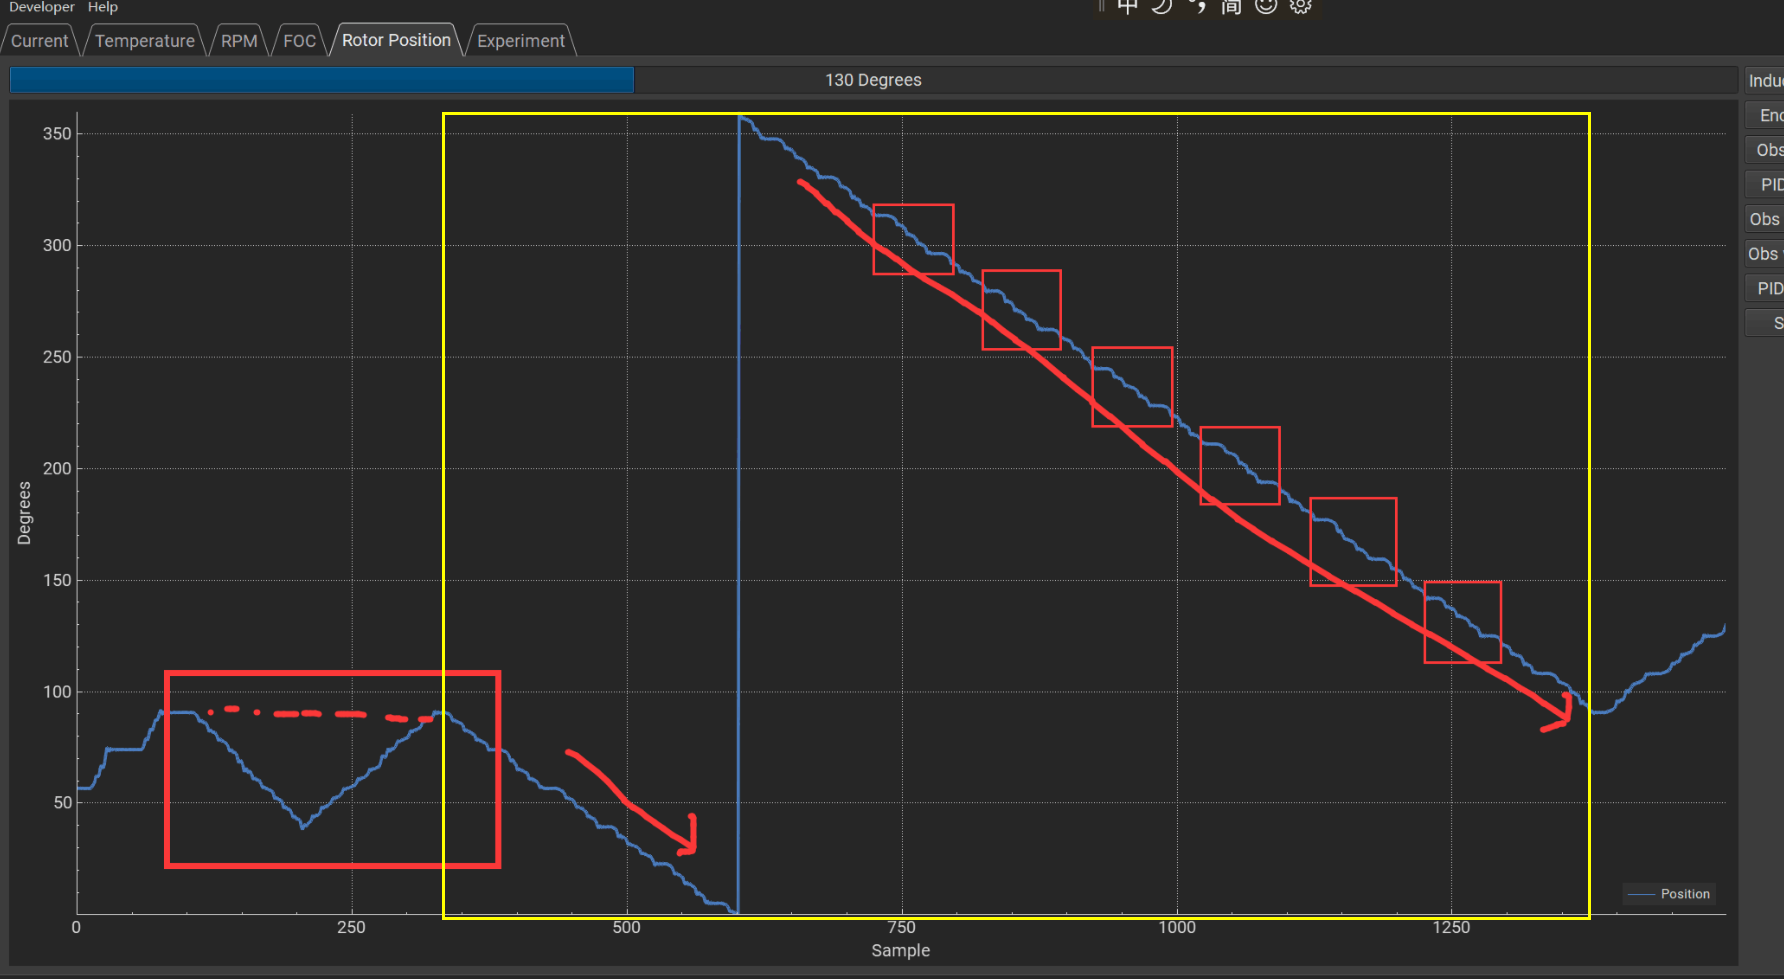 Developer Help
中 简
Current Temperature RPM FOC Rotor Position Experiment
130 Degrees
Indu
Enc
Obs
PID
Obs
Obs
PID
S
350
300
250
200
150
100
50
Degrees
0 250 500 750 1000 1250
Sample
Position